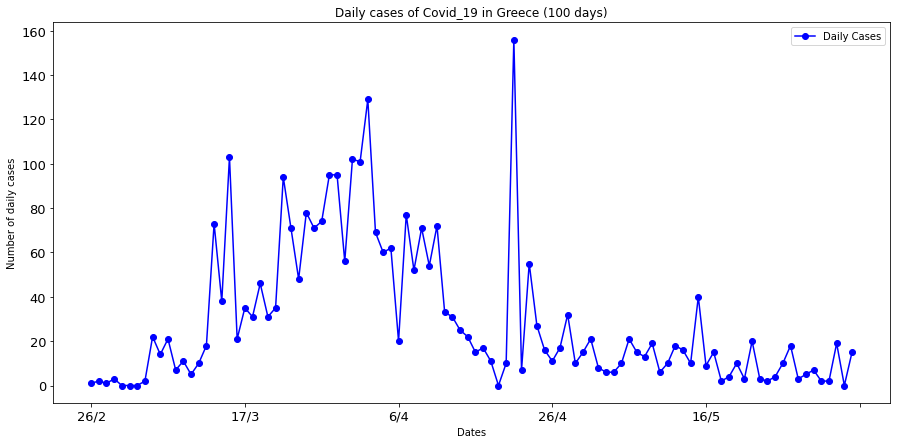 Daily cases of Covid_19 in Greece (100 days)
Daily Cases
Number of daily cases
160
140
120
100
80
60
40
20
0
26/2 17/3 6/4 26/4 16/5
Dates